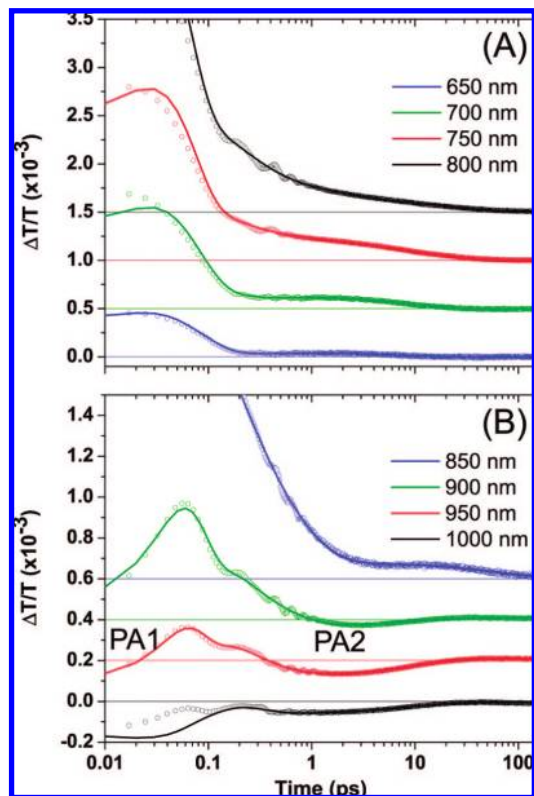 (A)
3.5
3.0
2.5
2.0
1.5
1.0
0.5
0.0
ΔT/T (x10⁻³)
650 nm
700 nm
750 nm
800 nm
(B)
1.4
1.2
1.0
0.8
0.6
0.4
0.2
0.0
-0.2
ΔT/T (x10⁻³)
850 nm
900 nm
950 nm
1000 nm
PA1 PA2
0.01 0.1 1 10 100
Time (ps)